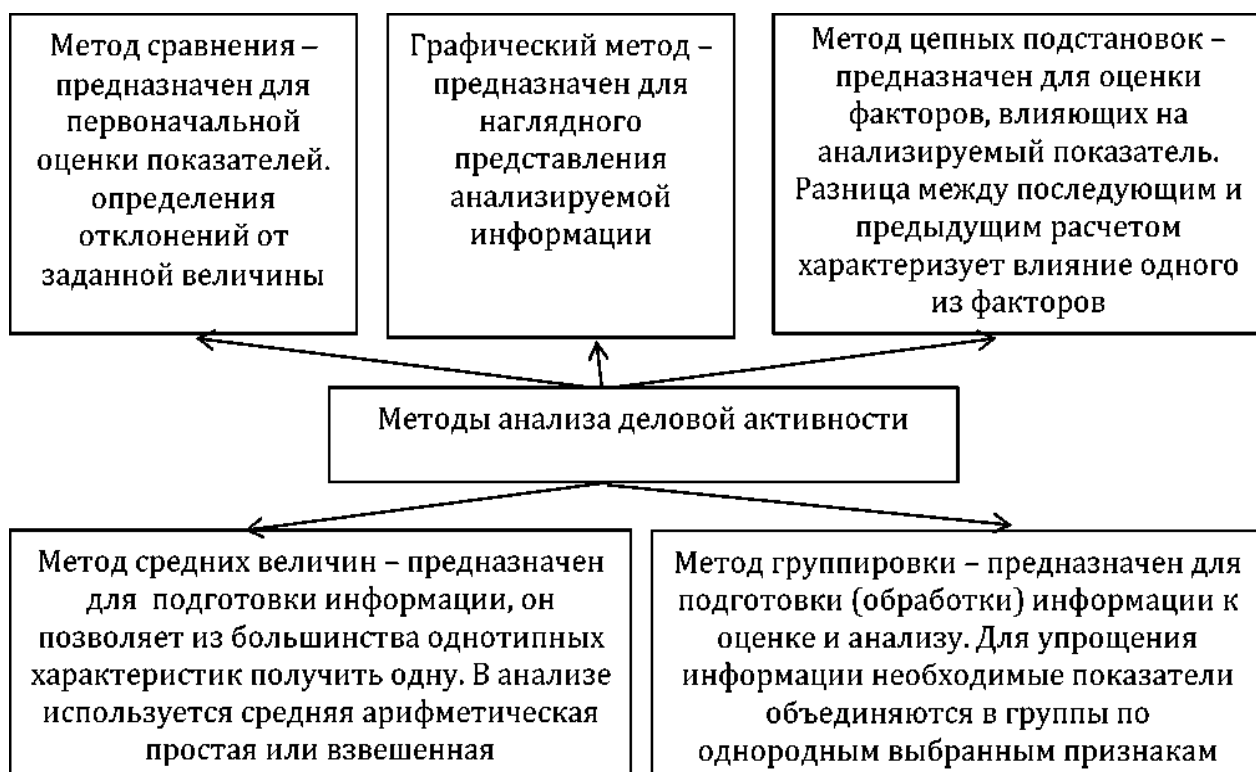 Метод сравнения –
предназначен для
первоначальной
оценки показателей.
определения
отклонений от
заданной величины
Графический метод –
предназначен для
наглядного
представления
анализируемой
информации
Метод цепных подстановок –
предназначен для оценки
факторов, влияющих на
анализируемый показатель.
Разница между последующим и
предыдущим расчетом
характеризует влияние одного
из факторов
Методы анализа деловой активности
Метод средних величин – предназначен
для подготовки информации, он
позволяет из большинства однотипных
характеристик получить одну. В анализе
используется средняя арифметическая
простая или взвешенная
Метод группировки – предназначен для
подготовки (обработки) информации к
оценке и анализу. Для упрощения
информации необходимые показатели
объединяются в группы по
однородным выбранным признакам